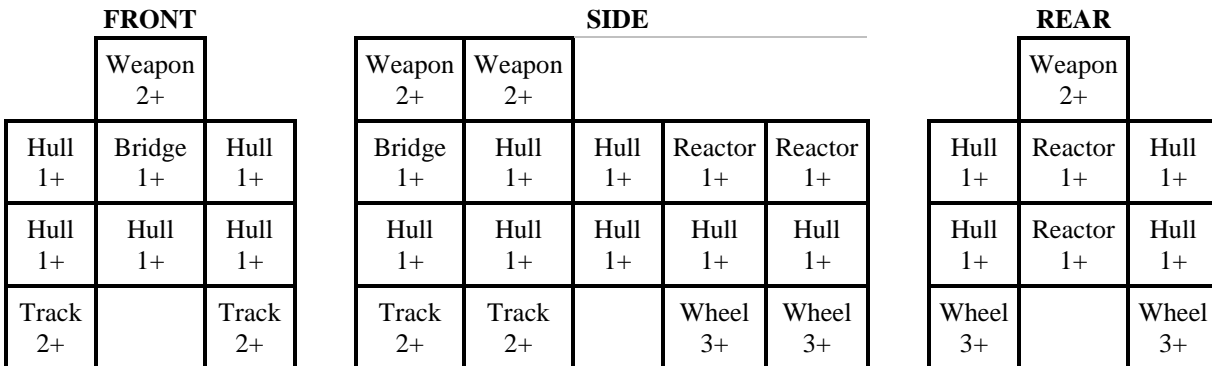 FRONT SIDE REAR
Weapon Weapon Weapon Weapon
2+ 2+ 2+ 2+
Hull Bridge Hull Bridge Hull Hull Reactor Reactor Hull Reactor Hull
1+ 1+ 1+ 1+ 1+ 1+ 1+ 1+ 1+ 1+ 1+
Hull Hull Hull Hull Hull Hull Hull Hull Hull Reactor Hull
1+ 1+ 1+ 1+ 1+ 1+ 1+ 1+ 1+ 1+ 1+
Track Track Track Track Wheel Wheel Wheel Wheel
2+ 2+ 2+ 2+ 3+ 3+ 3+ 3+